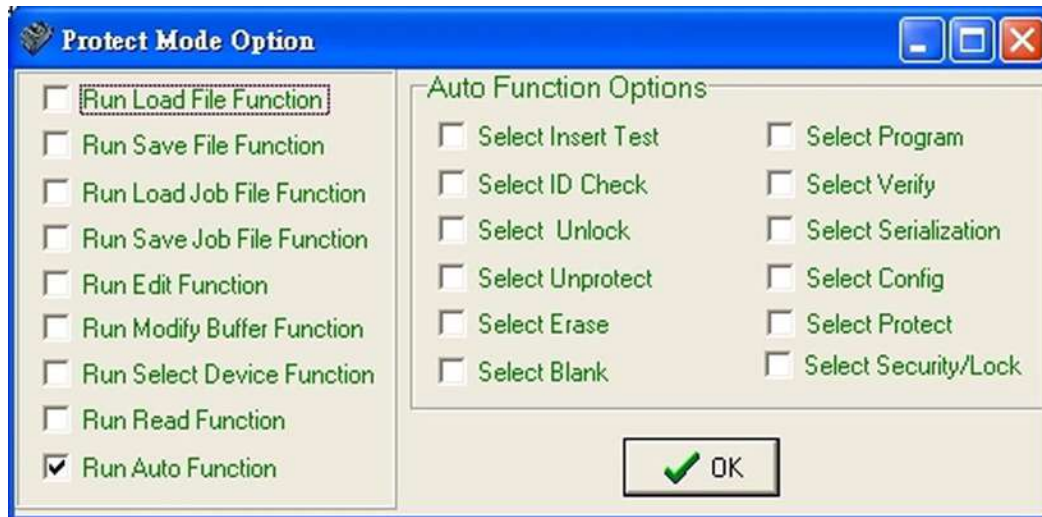 Protect Mode Option
Run Load File Function
Run Save File Function
Run Load Job File Function
Run Save Job File Function
Run Edit Function
Run Modify Buffer Function
Run Select Device Function
Run Read Function
Run Auto Function
Auto Function Options
Select Insert Test
Select ID Check
Select Unlock
Select Unprotect
Select Erase
Select Blank
Select Program
Select Verify
Select Serialization
Select Config
Select Protect
Select Security/Lock
OK